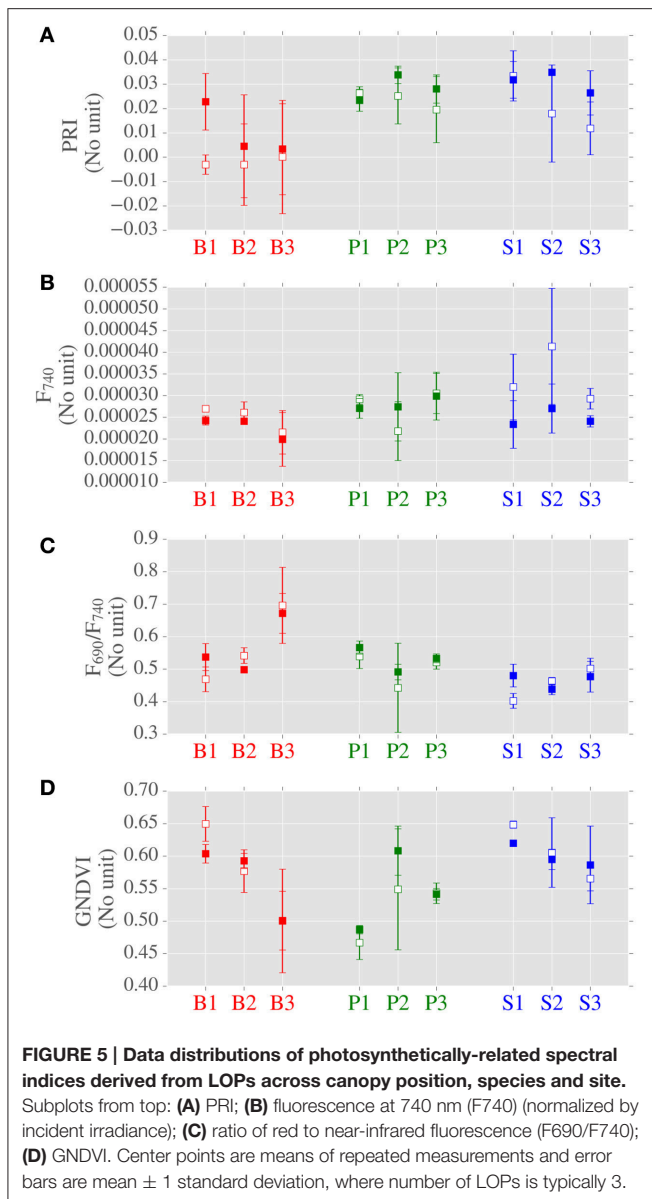 A
PRI
(No unit)
0.05
0.04
0.03
0.02
0.01
0.00
−0.01
−0.02
−0.03
B1 B2 B3 P1 P2 P3 S1 S2 S3
B
F740
(No unit)
0.000055
0.000050
0.000045
0.000040
0.000035
0.000030
0.000025
0.000020
0.000015
0.000010
B1 B2 B3 P1 P2 P3 S1 S2 S3
C
F690/F740
(No unit)
0.9
0.8
0.7
0.6
0.5
0.4
0.3
B1 B2 B3 P1 P2 P3 S1 S2 S3
D
GNDVI
(No unit)
0.70
0.65
0.60
0.55
0.50
0.45
0.40
B1 B2 B3 P1 P2 P3 S1 S2 S3
FIGURE 5 | Data distributions of photosynthetically-related spectral
indices derived from LOPs across canopy position, species and site.
Subplots from top: (A) PRI; (B) fluorescence at 740 nm (F740) (normalized by
incident irradiance); (C) ratio of red to near-infrared fluorescence (F690/F740);
(D) GNDVI. Center points are means of repeated measurements and error
bars are mean ± 1 standard deviation, where number of LOPs is typically 3.